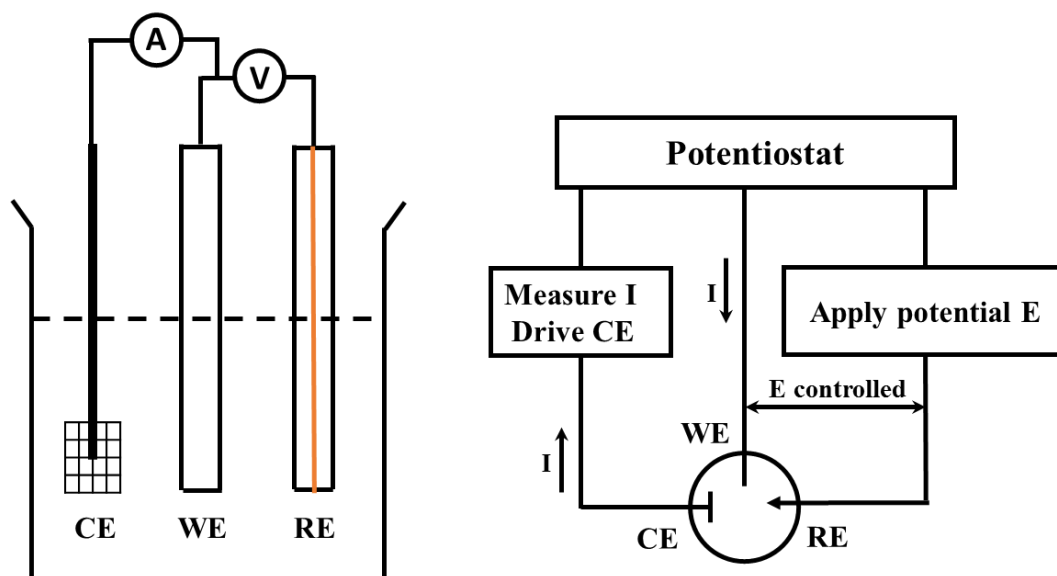 A
V
CE
WE
RE
Potentiostat
Measure I
Drive CE
I
Apply potential E
E controlled
I
WE
CE
RE